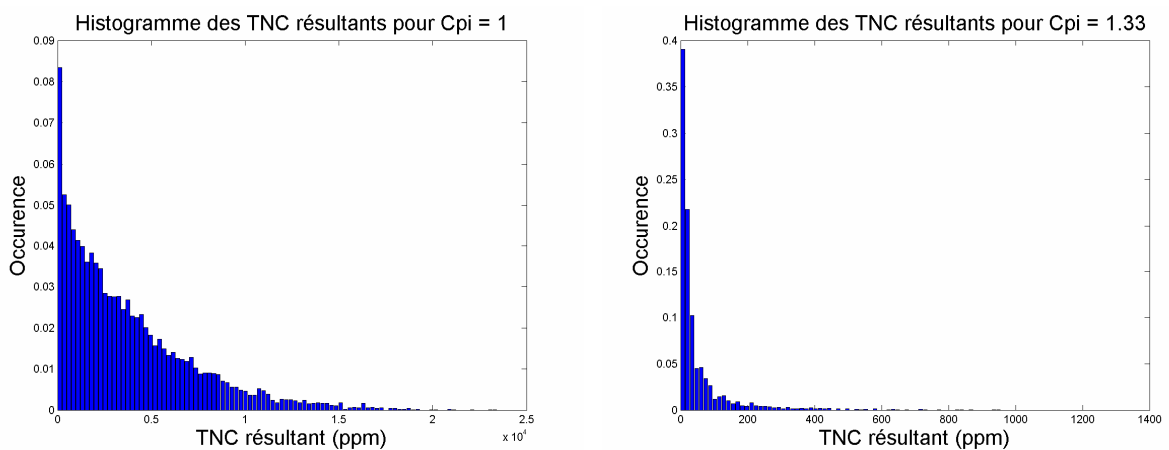 Histogramme des TNC résultants pour Cpi = 1
0.09
0.08
0.07
0.06
0.05
0.04
0.03
0.02
0.01
0
Occurence
0 0.5 1 1.5 2 2.5
x 10^4
TNC résultant (ppm)
Histogramme des TNC résultants pour Cpi = 1.33
0.4
0.35
0.3
0.25
0.2
0.15
0.1
0.05
0
Occurence
0 200 400 600 800 1000 1200 1400
TNC résultant (ppm)